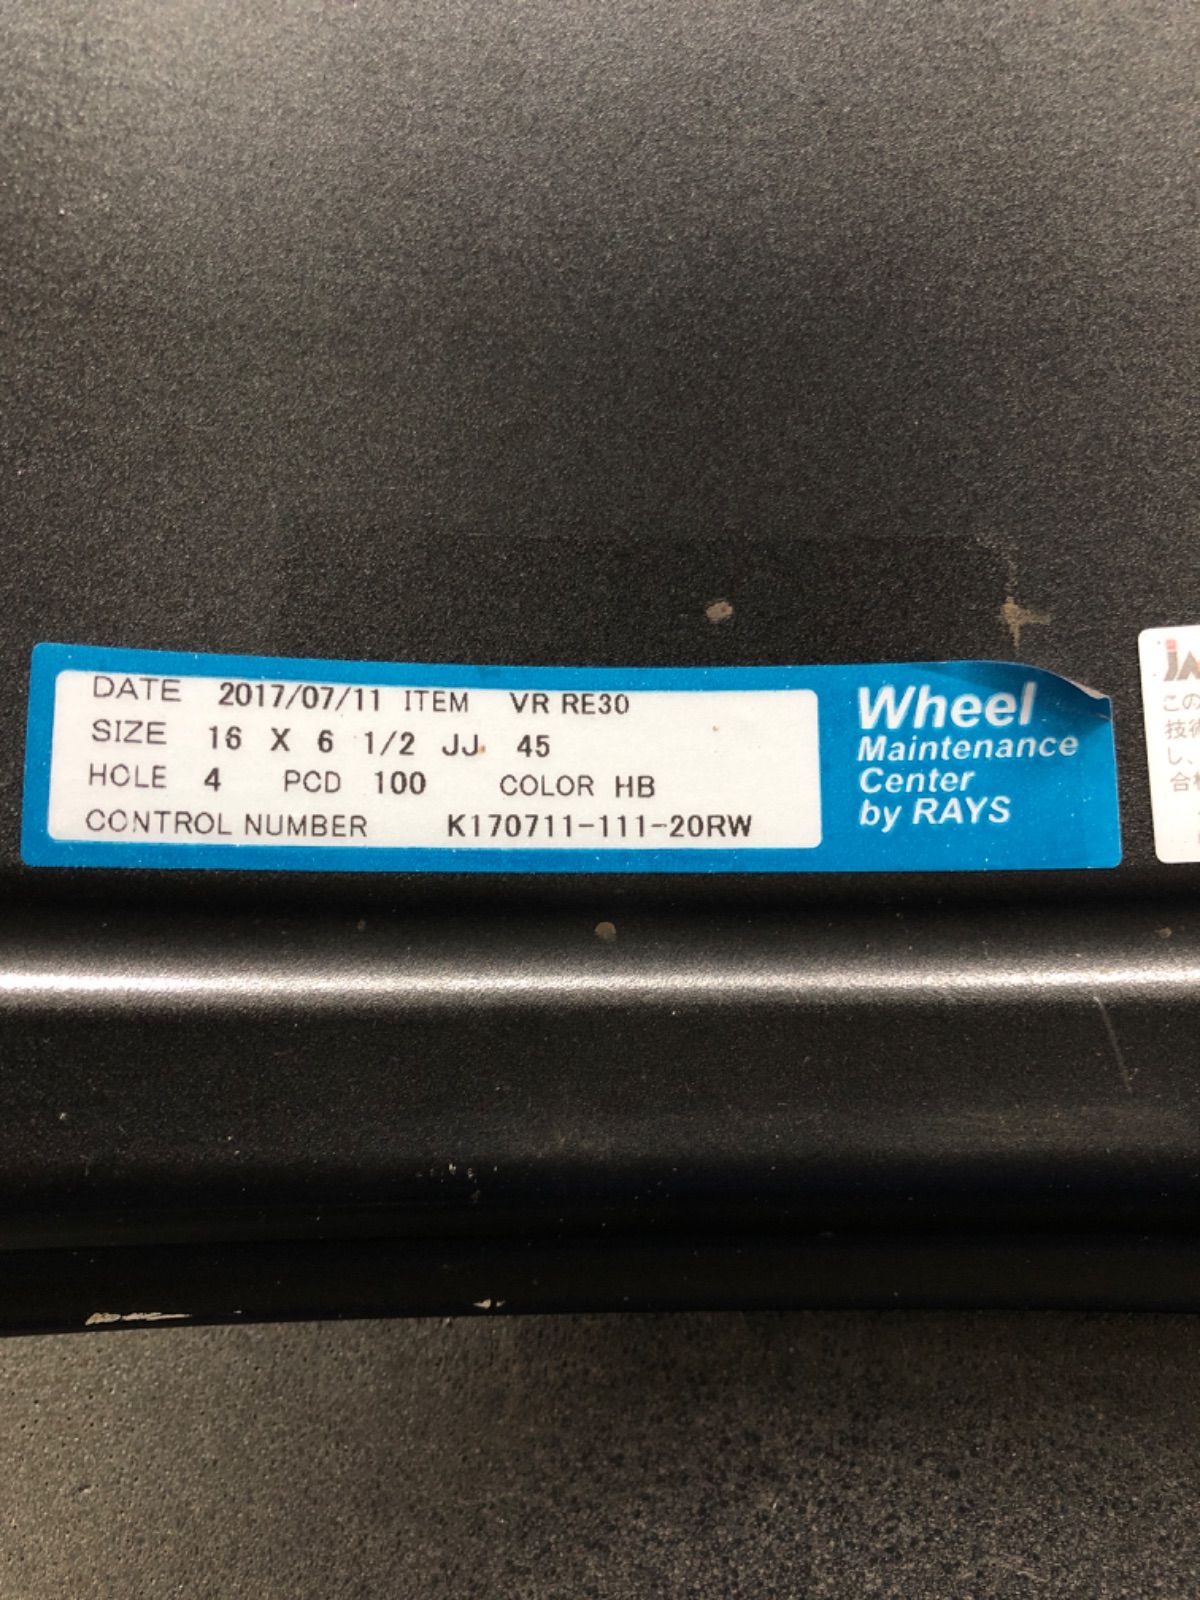 DATE 2017/07/11 ITEM VR RE30
SIZE 16 X 6 1/2 JJ 45
HOLE 4 PCD 100 COLOR HB
CONTROL NUMBER K170711-111-20RW
Wheel
Maintenance
Center
by RAYS
この
技術
し、
合格